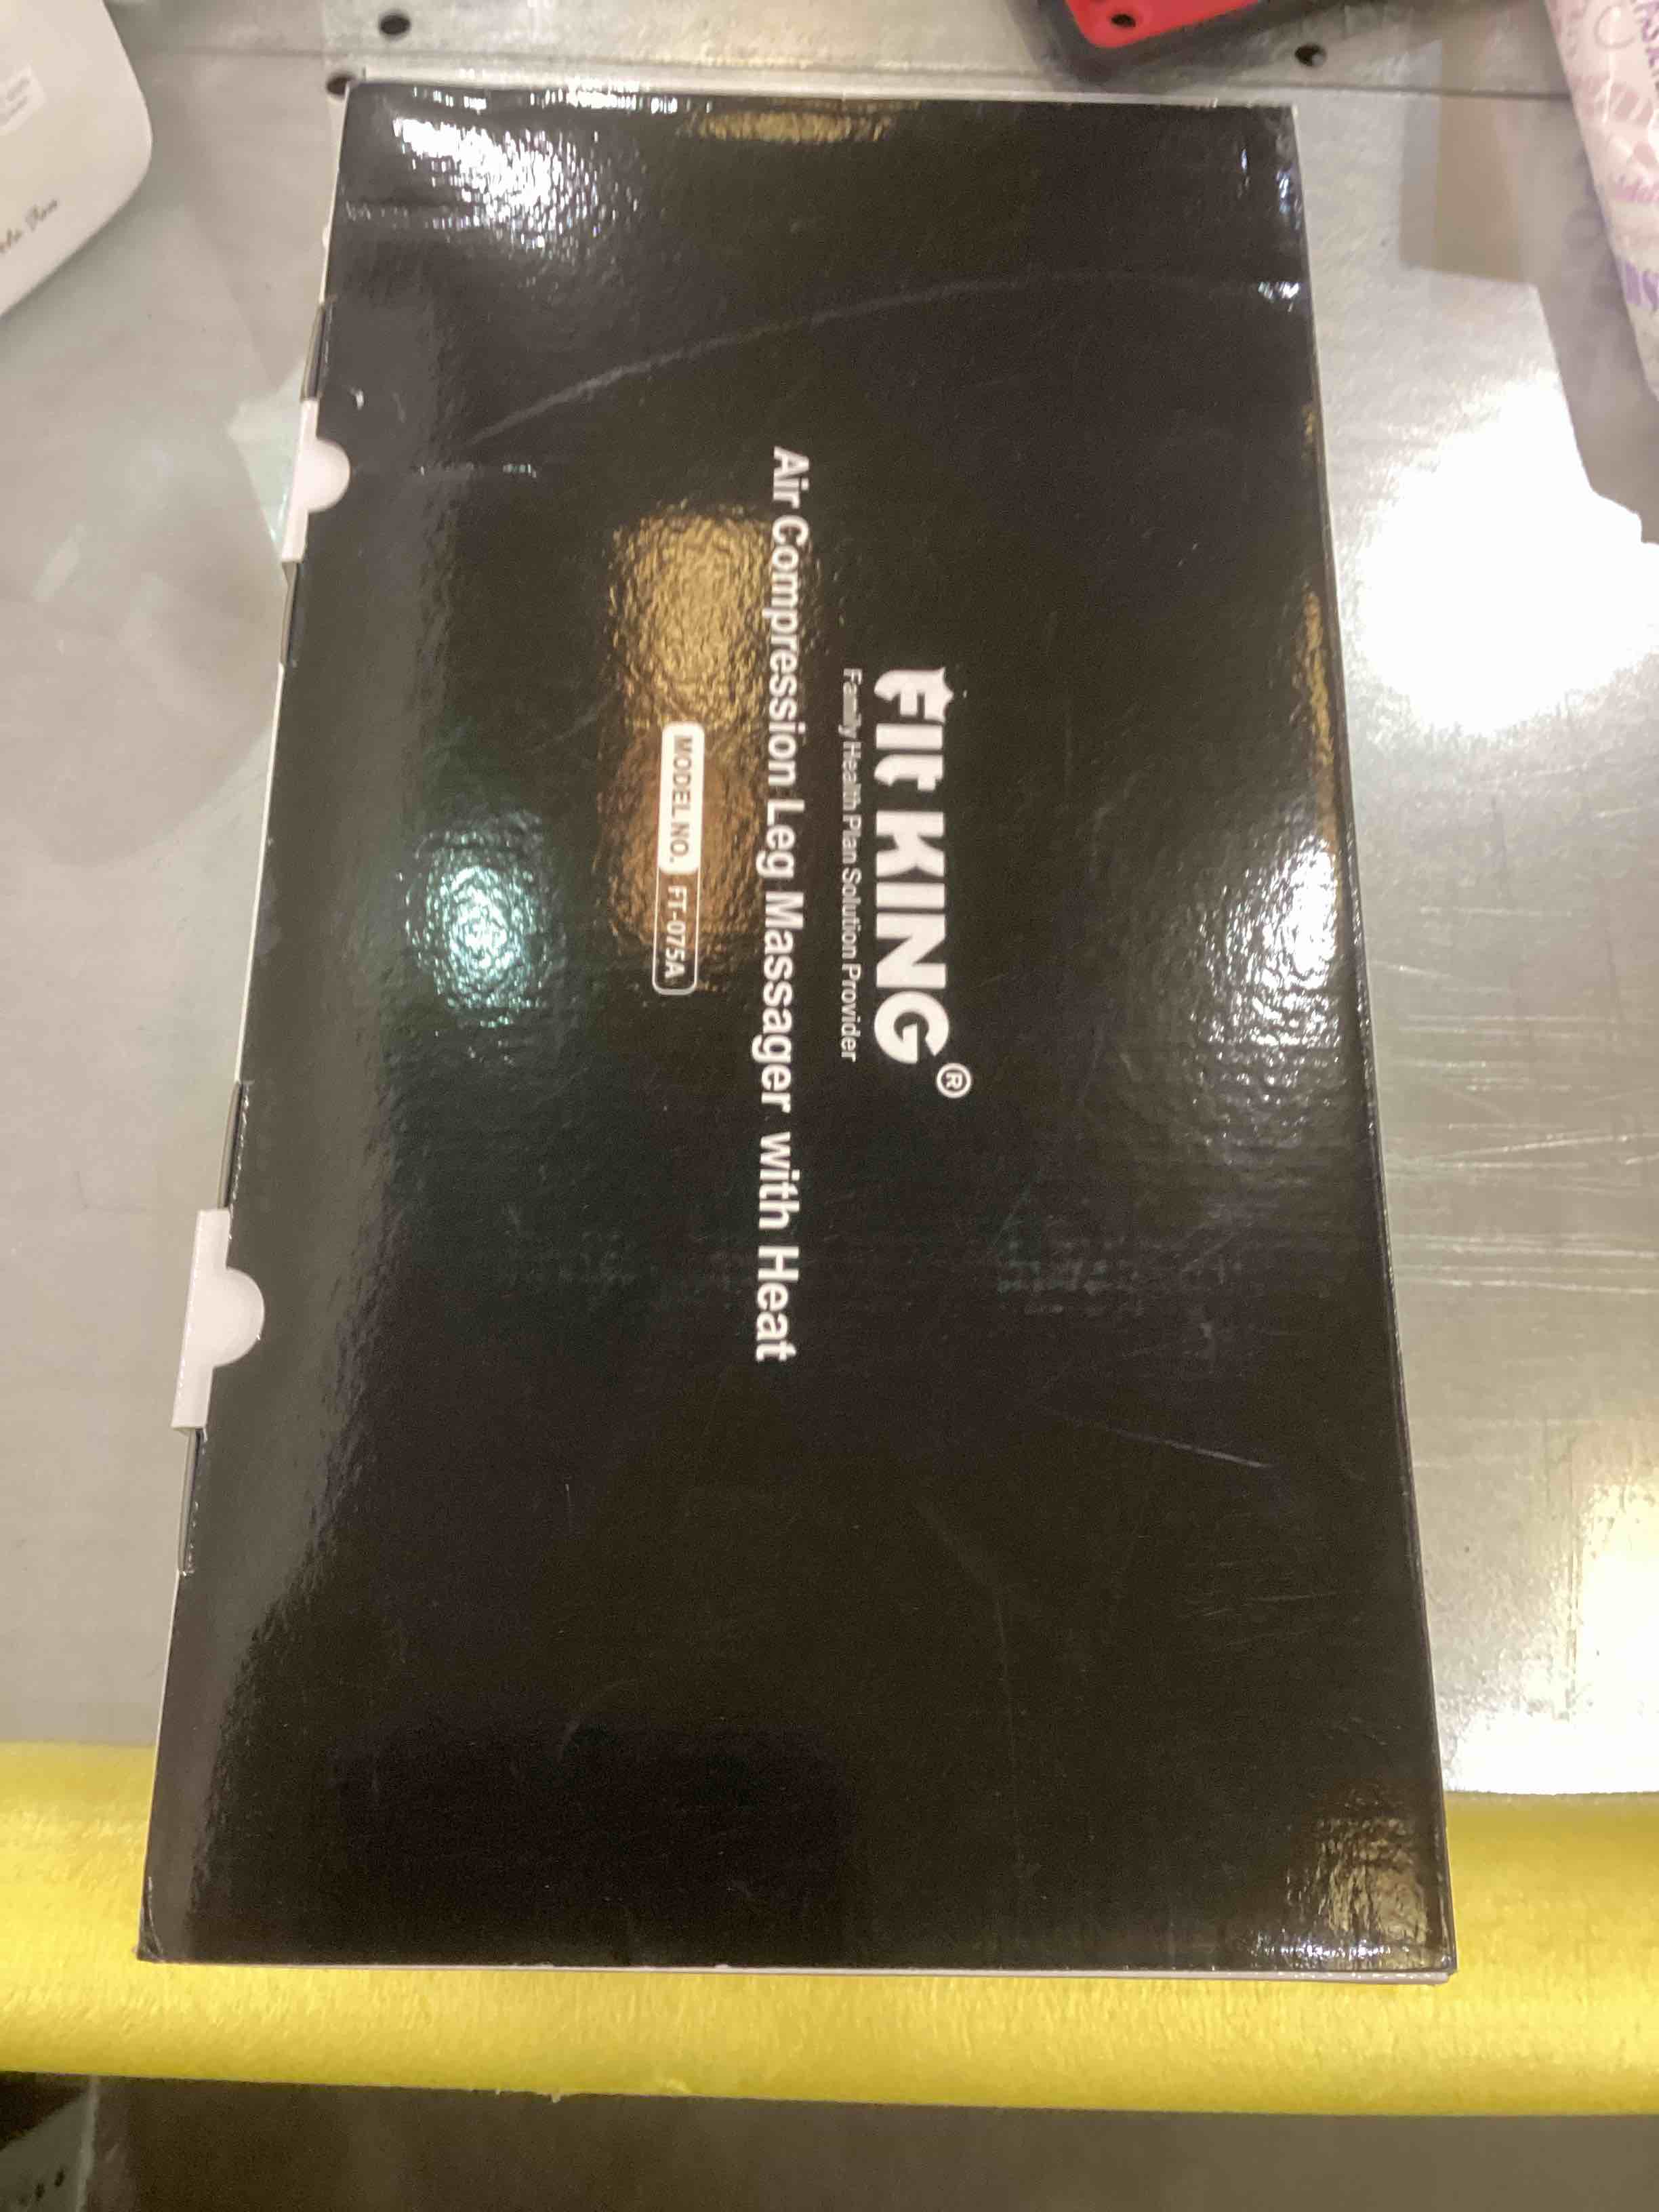 Fit KING®
Family Health Plan Solution Provider
Air Compression Leg Massager with Heat
MODEL NO. FT-075A